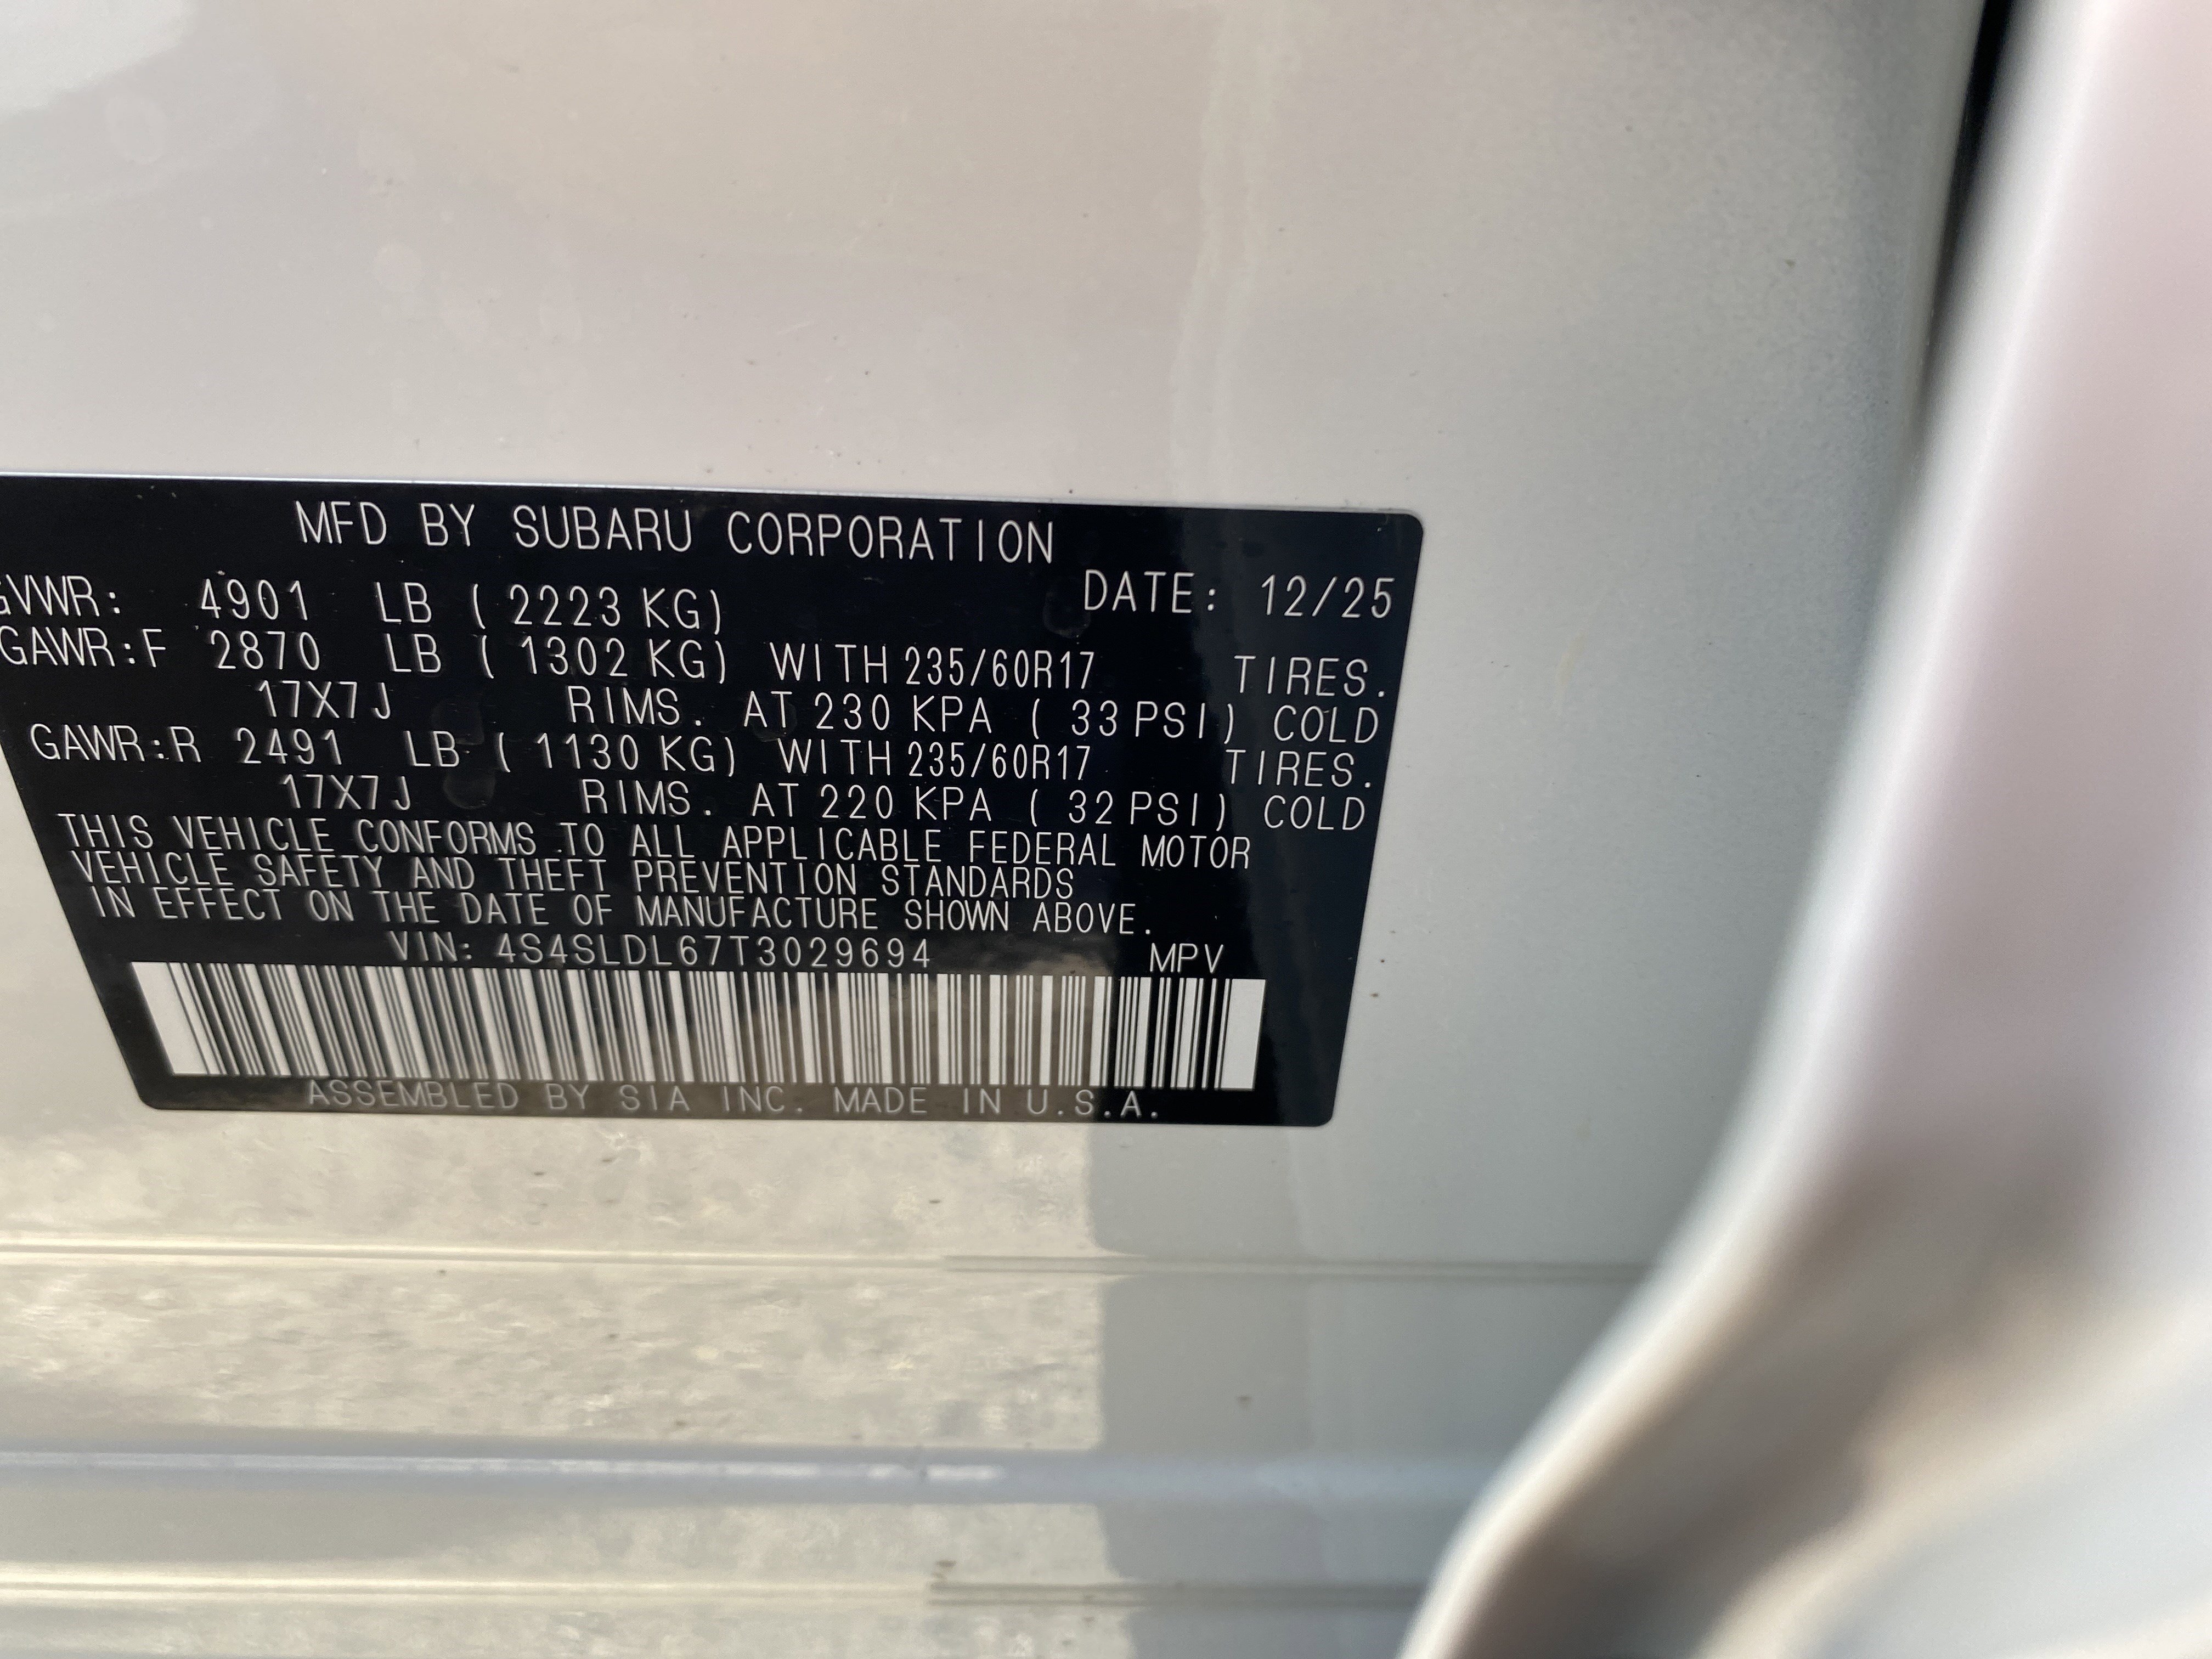 MFD BY SUBARU CORPORATION
GVWR: 4901 LB ( 2223 KG) DATE: 12/25
GAWR:F 2870 LB ( 1302 KG) WITH 235/60R17 TIRES.
17X7J RIMS. AT 230 KPA ( 33 PSI) COLD
GAWR:R 2491 LB ( 1130 KG) WITH 235/60R17 TIRES.
17X7J RIMS. AT 220 KPA ( 32 PSI) COLD
THIS VEHICLE CONFORMS TO ALL APPLICABLE FEDERAL MOTOR
VEHICLE SAFETY AND THEFT PREVENTION STANDARDS
IN EFFECT ON THE DATE OF MANUFACTURE SHOWN ABOVE.
VIN: 4S4SLDL67T3029694 MPV
ASSEMBLED BY SIA INC. MADE IN U.S.A.